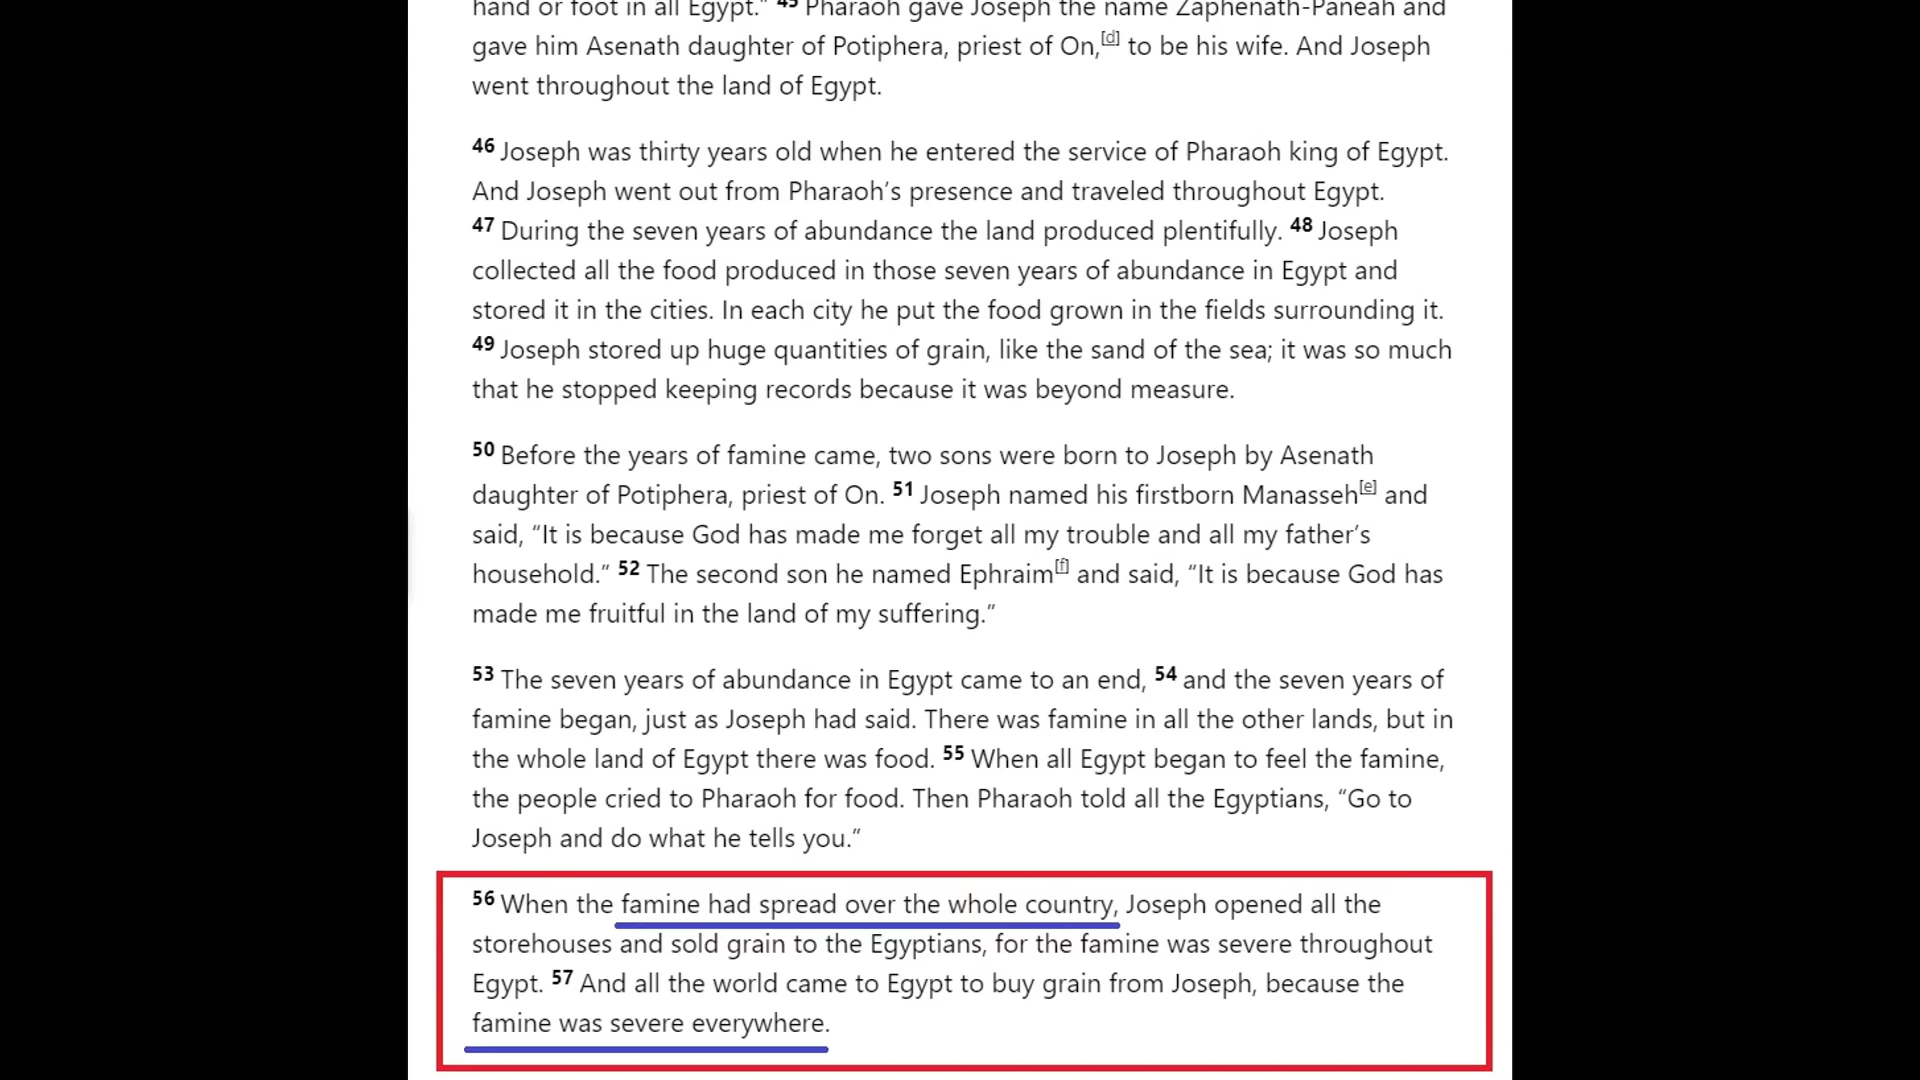 hand or foot in all Egypt.” 45 Pharaoh gave Joseph the name Zaphenath-Paneah and
gave him Asenath daughter of Potiphera, priest of On,[d] to be his wife. And Joseph
went throughout the land of Egypt.
46 Joseph was thirty years old when he entered the service of Pharaoh king of Egypt.
And Joseph went out from Pharaoh’s presence and traveled throughout Egypt.
47 During the seven years of abundance the land produced plentifully. 48 Joseph
collected all the food produced in those seven years of abundance in Egypt and
stored it in the cities. In each city he put the food grown in the fields surrounding it.
49 Joseph stored up huge quantities of grain, like the sand of the sea; it was so much
that he stopped keeping records because it was beyond measure.
50 Before the years of famine came, two sons were born to Joseph by Asenath
daughter of Potiphera, priest of On. 51 Joseph named his firstborn Manasseh[e] and
said, “It is because God has made me forget all my trouble and all my father’s
household.” 52 The second son he named Ephraim[f] and said, “It is because God has
made me fruitful in the land of my suffering.”
53 The seven years of abundance in Egypt came to an end, 54 and the seven years of
famine began, just as Joseph had said. There was famine in all the other lands, but in
the whole land of Egypt there was food. 55 When all Egypt began to feel the famine,
the people cried to Pharaoh for food. Then Pharaoh told all the Egyptians, “Go to
Joseph and do what he tells you.”
56 When the famine had spread over the whole country, Joseph opened all the
storehouses and sold grain to the Egyptians, for the famine was severe throughout
Egypt. 57 And all the world came to Egypt to buy grain from Joseph, because the
famine was severe everywhere.